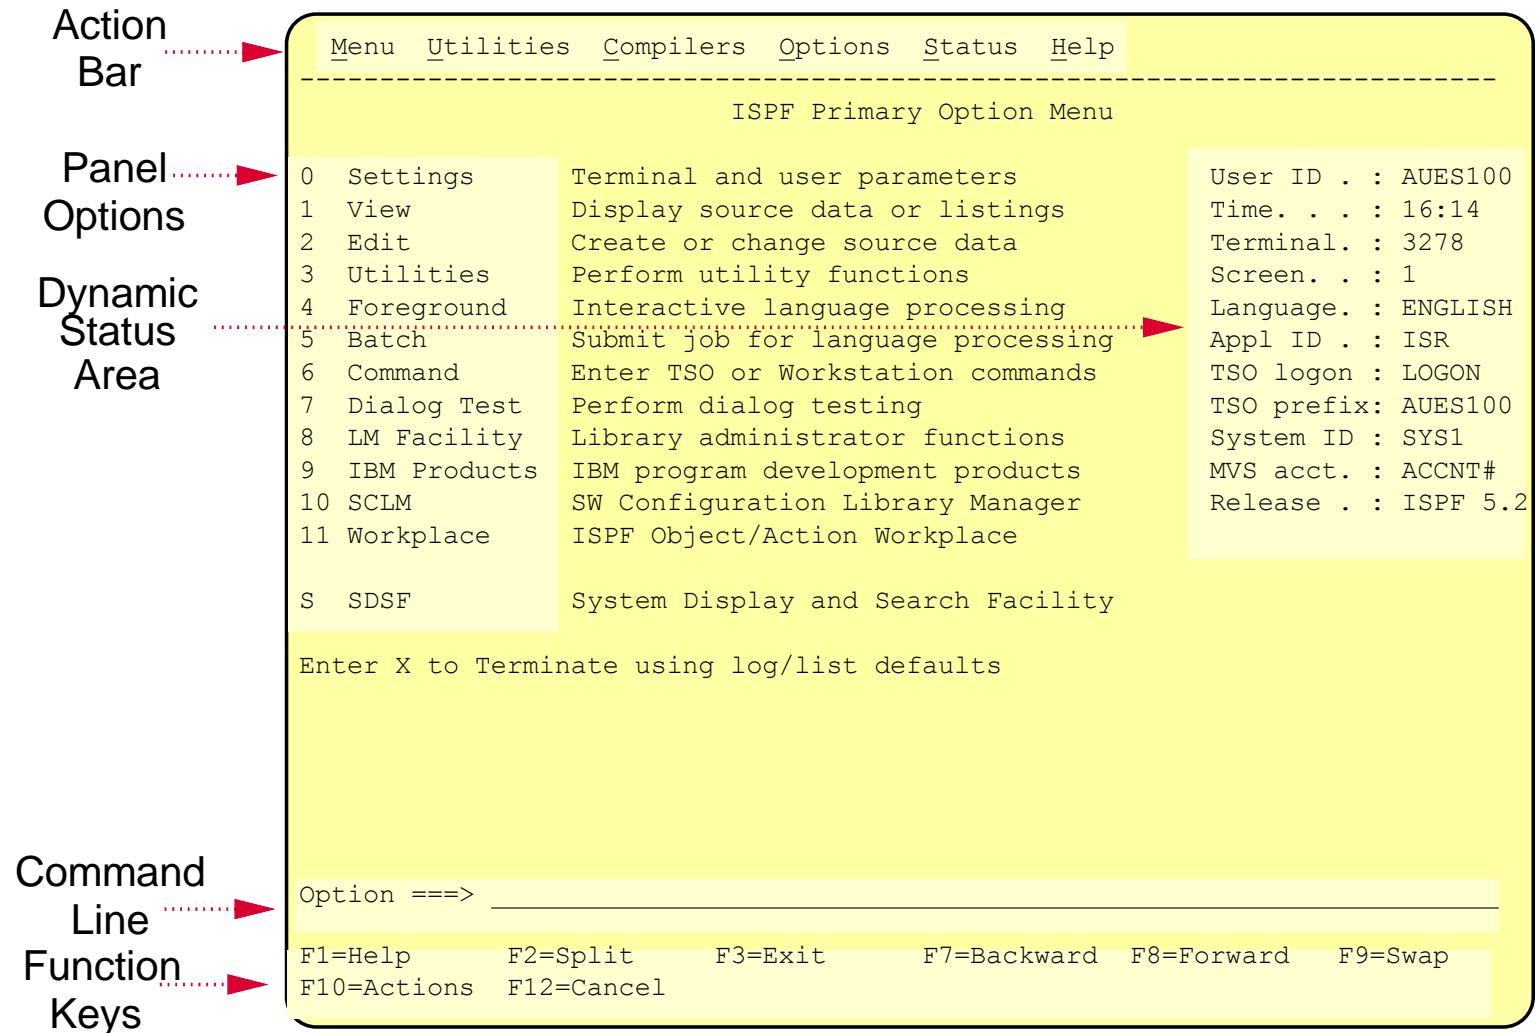 Action
Bar
Menu Utilities Compilers Options Status Help
---------------------------------------------------------------------------
ISPF Primary Option Menu
Panel
Options
0 Settings Terminal and user parameters User ID . : AUES100
1 View Display source data or listings Time. . . : 16:14
2 Edit Create or change source data Terminal. : 3278
3 Utilities Perform utility functions Screen. . : 1
Dynamic
Status
Area
4 Foreground Interactive language processing Language. : ENGLISH
5 Batch Submit job for language processing Appl ID . : ISR
6 Command Enter TSO or Workstation commands TSO logon : LOGON
7 Dialog Test Perform dialog testing TSO prefix: AUES100
8 LM Facility Library administrator functions System ID : SYS1
9 IBM Products IBM program development products MVS acct. : ACCNT#
10 SCLM SW Configuration Library Manager Release . : ISPF 5.2
11 Workplace ISPF Object/Action Workplace
S SDSF System Display and Search Facility
Enter X to Terminate using log/list defaults
Command
Line
Option ===>
Function
Keys
F1=Help F2=Split F3=Exit F7=Backward F8=Forward F9=Swap
F10=Actions F12=Cancel